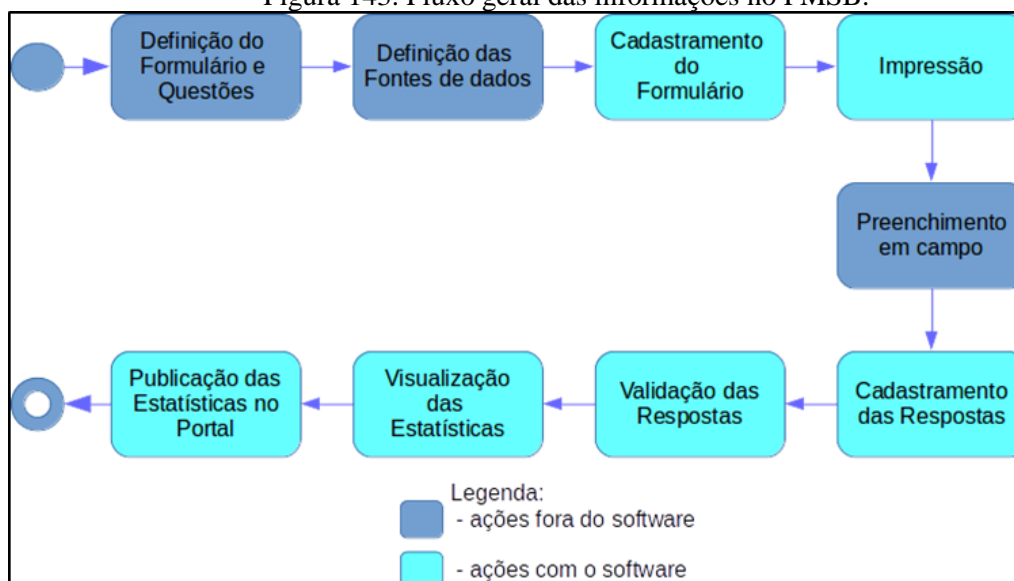 Figura 143. Fluxo geral das informações no PMSB.
Definição do
Formulário e
Questões
Definição das
Fontes de dados
Cadastramento
do
Formulário
Impressão
Preenchimento
em campo
Cadastramento
das Respostas
Validação das
Respostas
Visualização
das
Estatísticas
Publicação das
Estatísticas no
Portal
Legenda:
- ações fora do software
- ações com o software